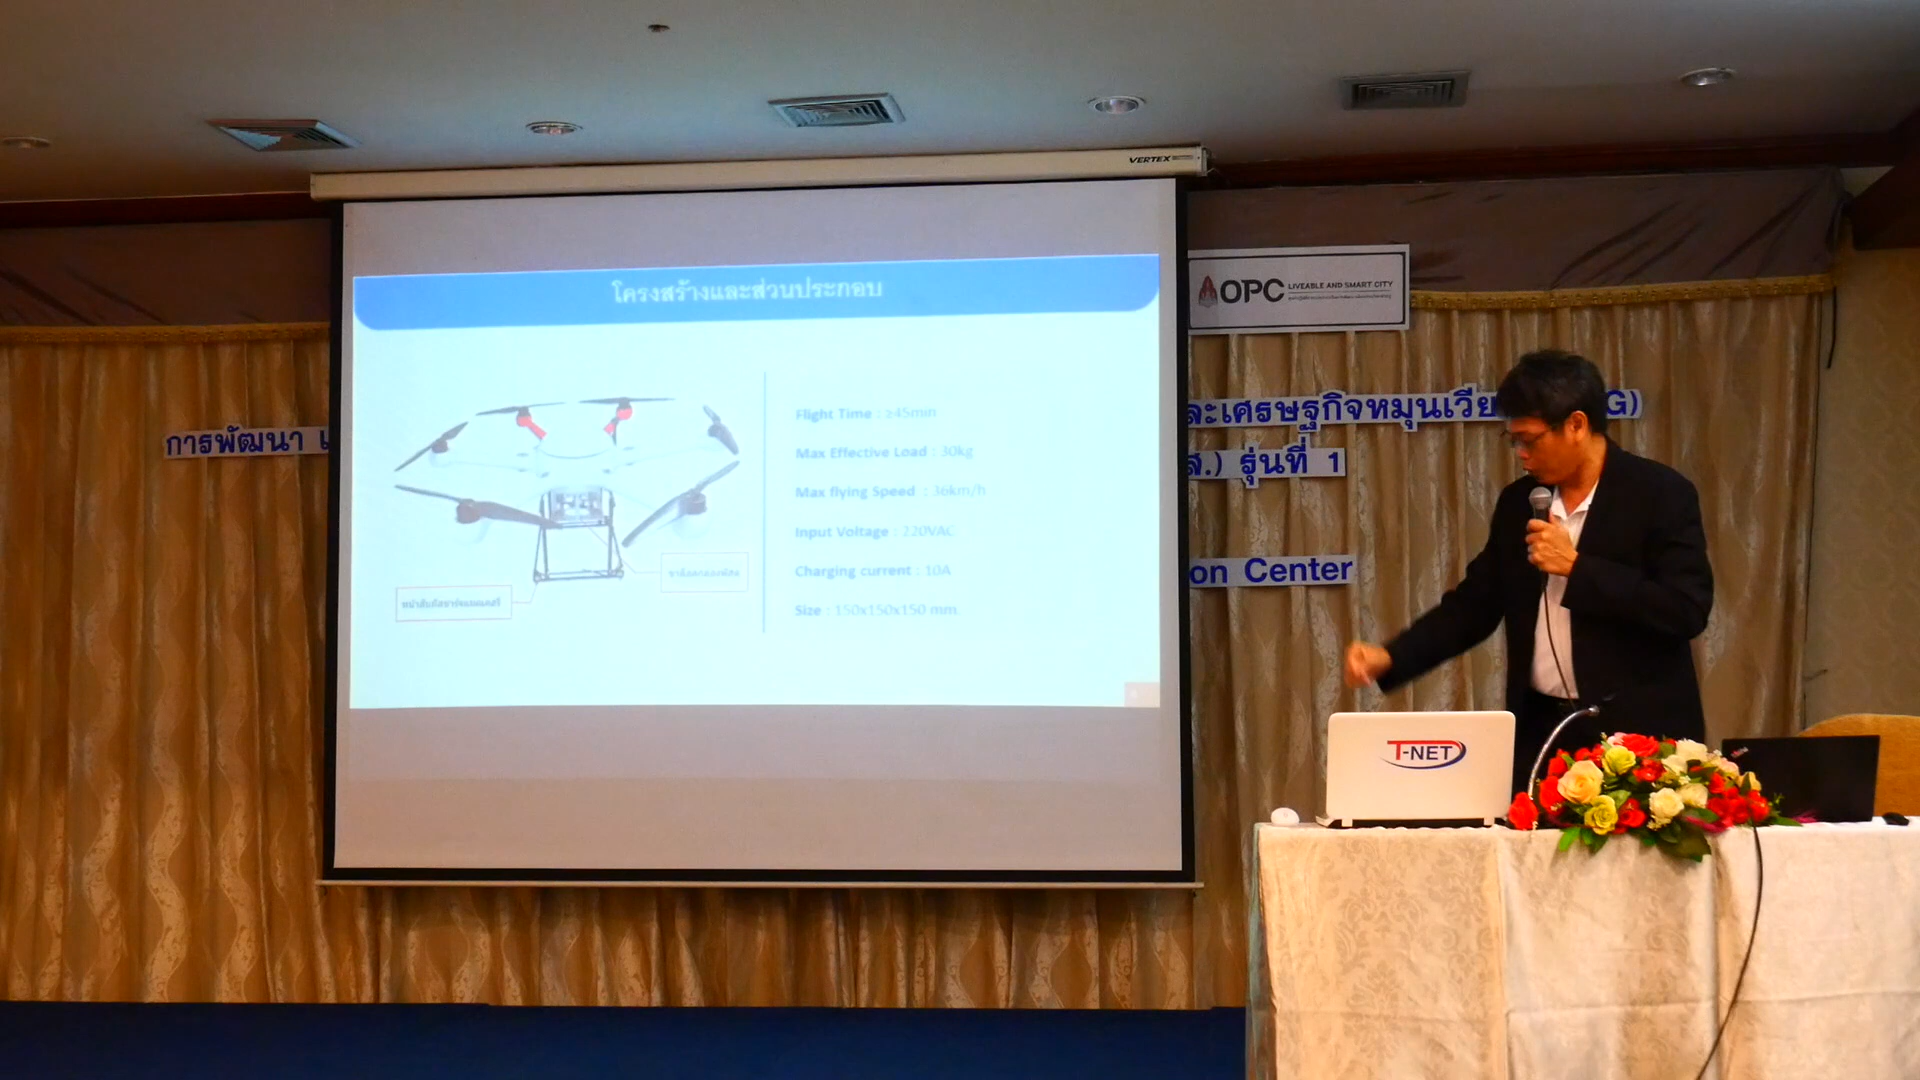 VERTEX
โครงสร้างและส่วนประกอบ
Flight Time : ≥45min
Max Effective Load : 30kg
Max flying Speed : 36km/h
Input Voltage : 220VAC
Charging current : 10A
Size : 150x150x150 mm
AOPC LIVEABLE AND SMART CITY
การพัฒนา
ละเศรษฐกิจหมุนเวีย G)
ส.) รุ่นที่ 1
on Center
T-NET